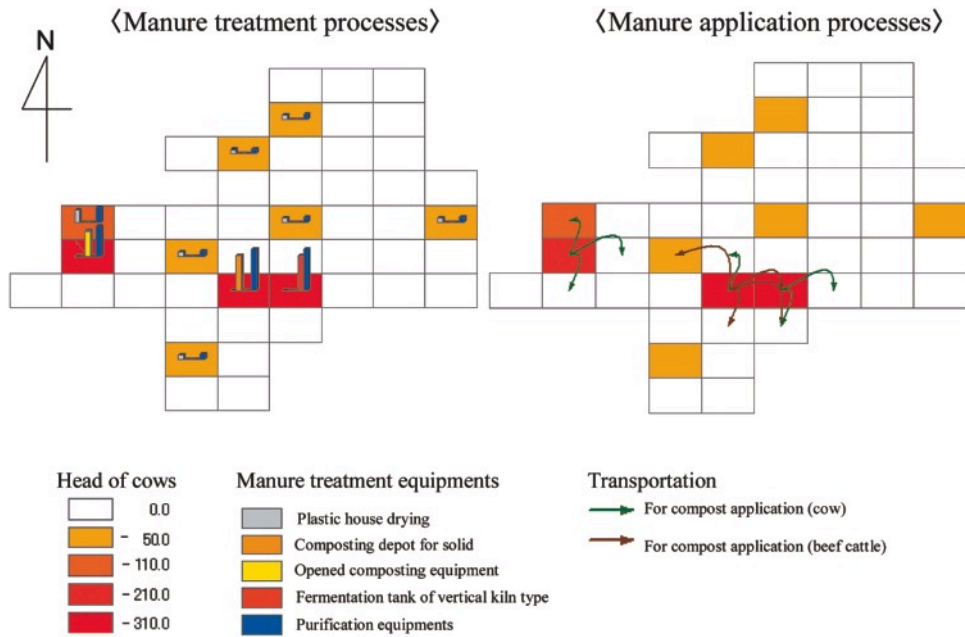 〈Manure treatment processes〉
〈Manure application processes〉
N
Head of cows
0.0
- 50.0
- 110.0
- 210.0
- 310.0
Manure treatment equipments
Plastic house drying
Composting depot for solid
Opened composting equipment
Fermentation tank of vertical kiln type
Purification equipments
Transportation
For compost application (cow)
For compost application (beef cattle)